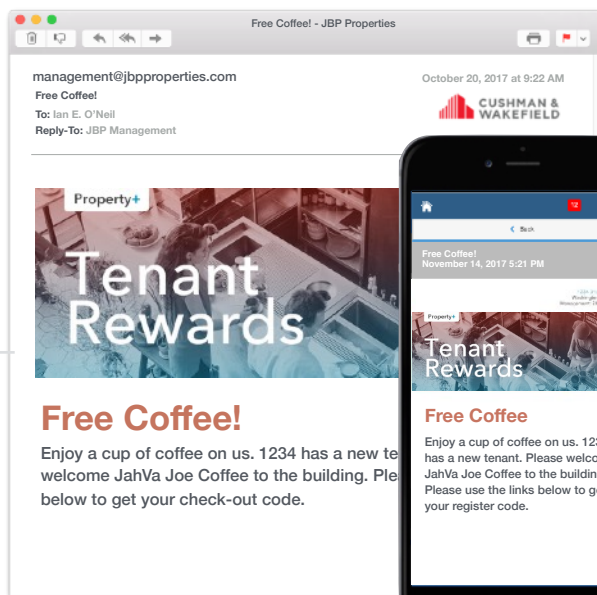 Free Coffee! - JBP Properties
management@jbpproperties.com
October 20, 2017 at 9:22 AM
Free Coffee!
To: Ian E. O'Neil
Reply-To: JBP Management
CUSHMAN &
WAKEFIELD
Property+
Tenant
Rewards
Free Coffee!
Enjoy a cup of coffee on us. 1234 has a new te
welcome JahVa Joe Coffee to the building. Plea
below to get your check-out code.
Back
Free Coffee!
November 14, 2017 5:21 PM
Property+
Tenant
Rewards
Free Coffee
Enjoy a cup of coffee on us. 123
has a new tenant. Please welco
JahVa Joe Coffee to the buildin
Please use the links below to g
your register code.